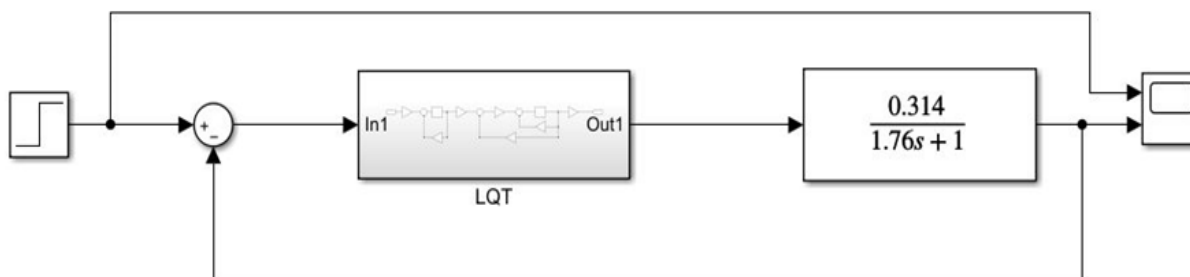 +
−
In1
Out1
LQT
0.314
1.76s + 1